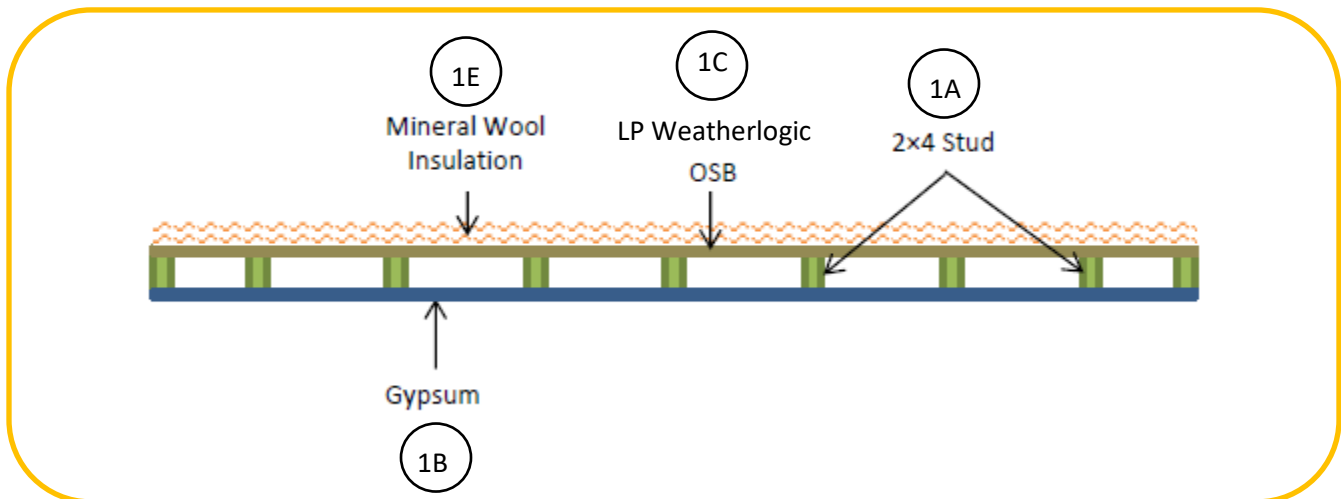 1E
Mineral Wool
Insulation
1C
LP Weatherlogic
OSB
1A
2×4 Stud
Gypsum
1B